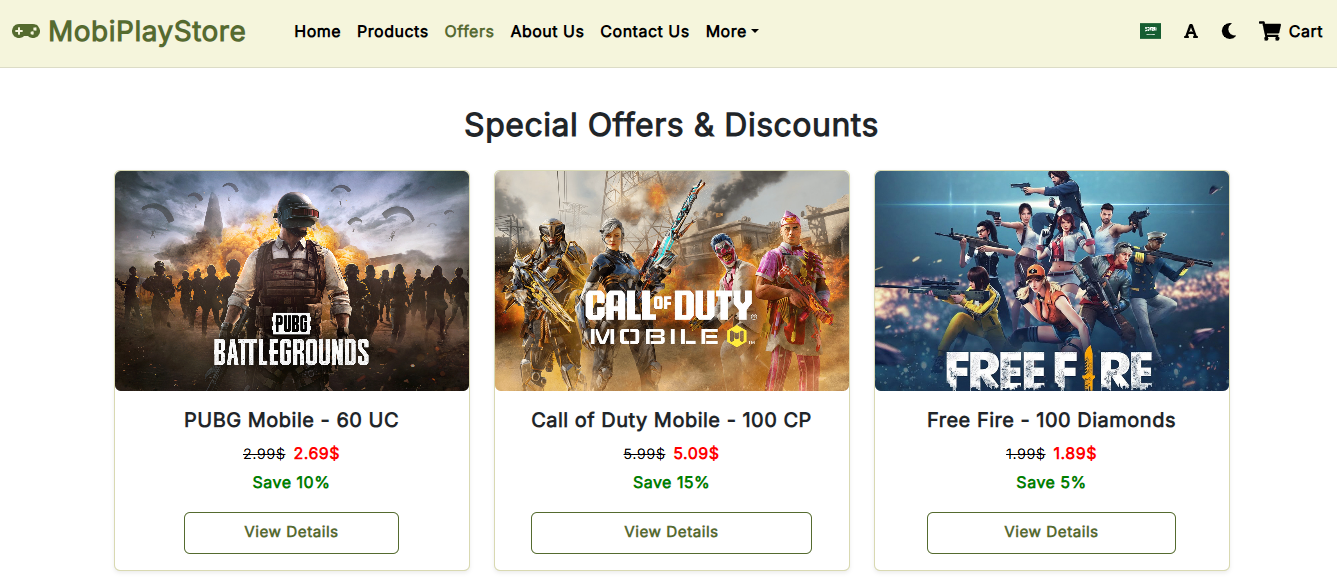 MobiPlayStore Home Products Offers About Us Contact Us More A Cart
Special Offers & Discounts
PUBG
BATTLEGROUNDS
CALL OF DUTY
MOBILE
FREE FIRE
PUBG Mobile - 60 UC
2.99$ 2.69$
Save 10%
View Details
Call of Duty Mobile - 100 CP
5.99$ 5.09$
Save 15%
View Details
Free Fire - 100 Diamonds
1.99$ 1.89$
Save 5%
View Details